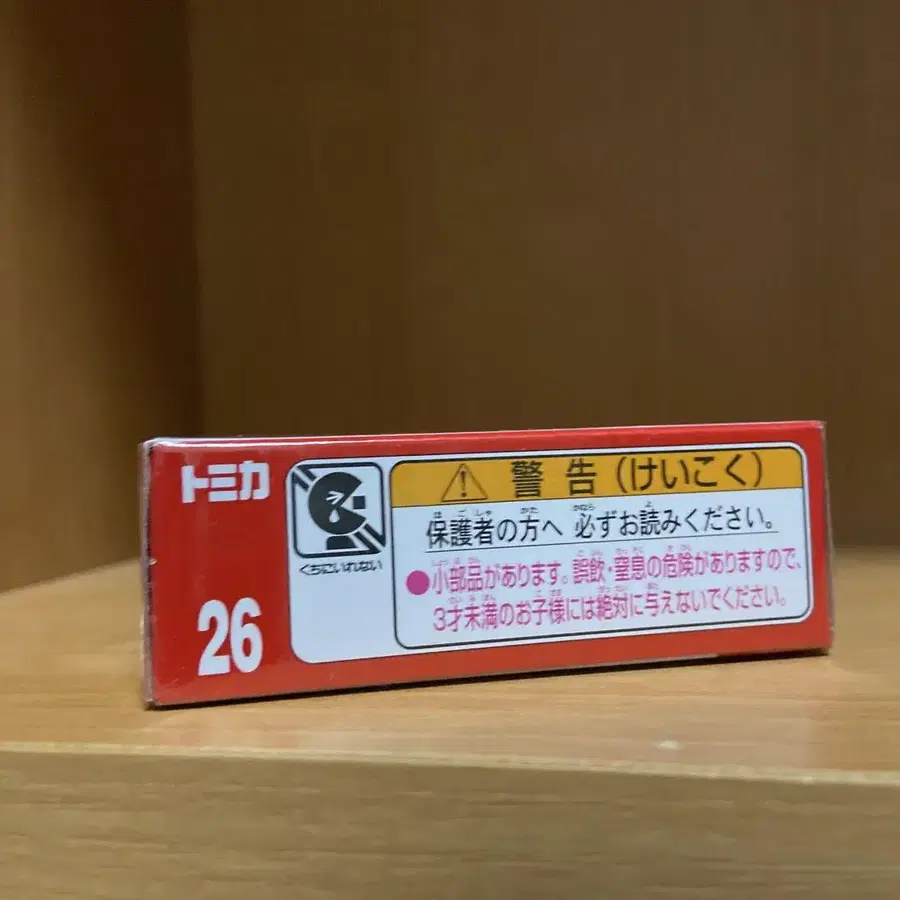 トミカ
26
くちにいれない
警告（けいこく）
保護者の方へ 必ずお読みください。
●小部品があります。誤飲・窒息の危険がありますので、
3才未満のお子様には絶対に与えないでください。